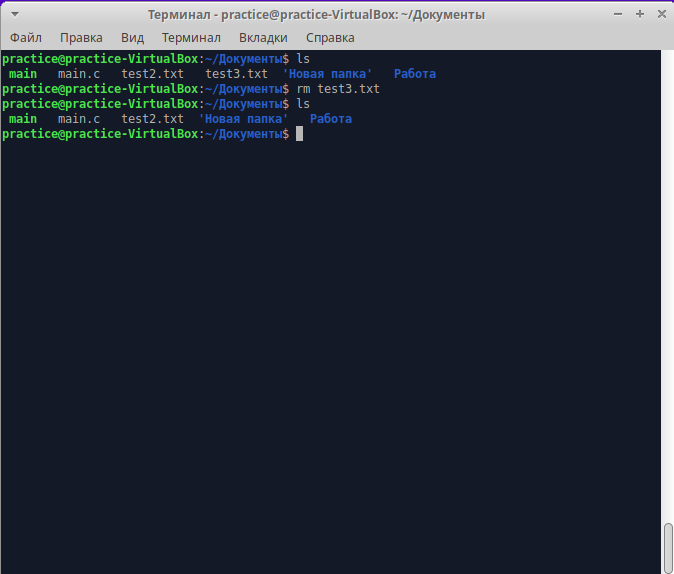 Терминал - practice@practice-VirtualBox: ~/Документы
Файл Правка Вид Терминал Вкладки Справка
practice@practice-VirtualBox:~/Документы$ ls
main main.c test2.txt test3.txt 'Новая папка' Работа
practice@practice-VirtualBox:~/Документы$ rm test3.txt
practice@practice-VirtualBox:~/Документы$ ls
main main.c test2.txt 'Новая папка' Работа
practice@practice-VirtualBox:~/Документы$